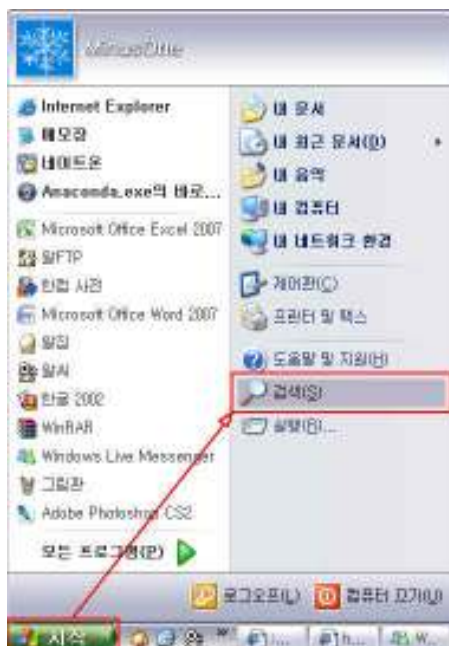 MinusOne
Internet Explorer
메모장
네이트온
Anaconda.exe의 바로...
Microsoft Office Excel 2007
알FTP
한컴 사전
Microsoft Office Word 2007
알집
알씨
한글 2002
WinRAR
Windows Live Messenger
그림판
Adobe Photoshop CS2
모든 프로그램(P)
내 문서
내 최근 문서(D)
내 음악
내 컴퓨터
내 네트워크 환경
제어판(C)
프린터 및 팩스
도움말 및 지원(H)
검색(S)
실행(R)...
로그오프(L)
컴퓨터 끄기(U)
시작
h...
W...